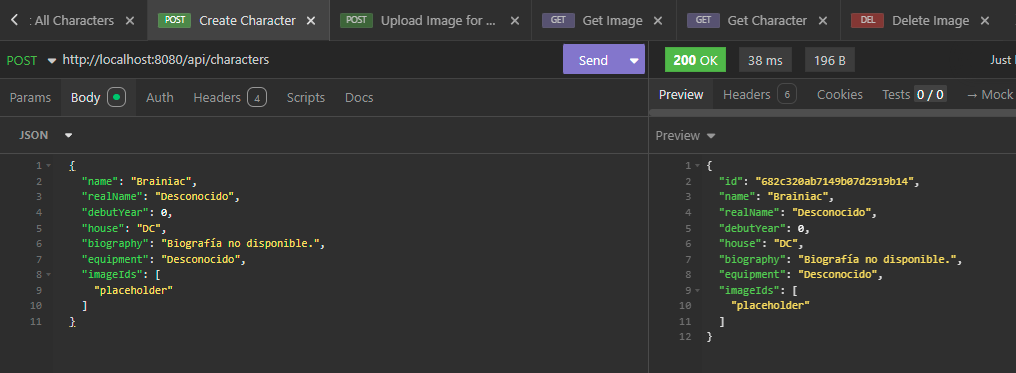 : All Characters
POST Create Character
POST Upload Image for ...
GET Get Image
GET Get Character
DEL Delete Image
POST http://localhost:8080/api/characters Send
200 OK 38 ms 196 B Just
Params Body Auth Headers 4 Scripts Docs
Preview Headers 6 Cookies Tests 0 / 0 → Mock
JSON
Preview
1 {
2 "name": "Brainiac",
3 "realName": "Desconocido",
4 "debutYear": 0,
5 "house": "DC",
6 "biography": "Biografía no disponible.",
7 "equipment": "Desconocido",
8 "imageIds": [
9 "placeholder"
10 ]
11 }
1 {
2 "id": "682c320ab7149b07d2919b14",
3 "name": "Brainiac",
4 "realName": "Desconocido",
5 "debutYear": 0,
6 "house": "DC",
7 "biography": "Biografía no disponible.",
8 "equipment": "Desconocido",
9 "imageIds": [
10 "placeholder"
11 ]
12 }